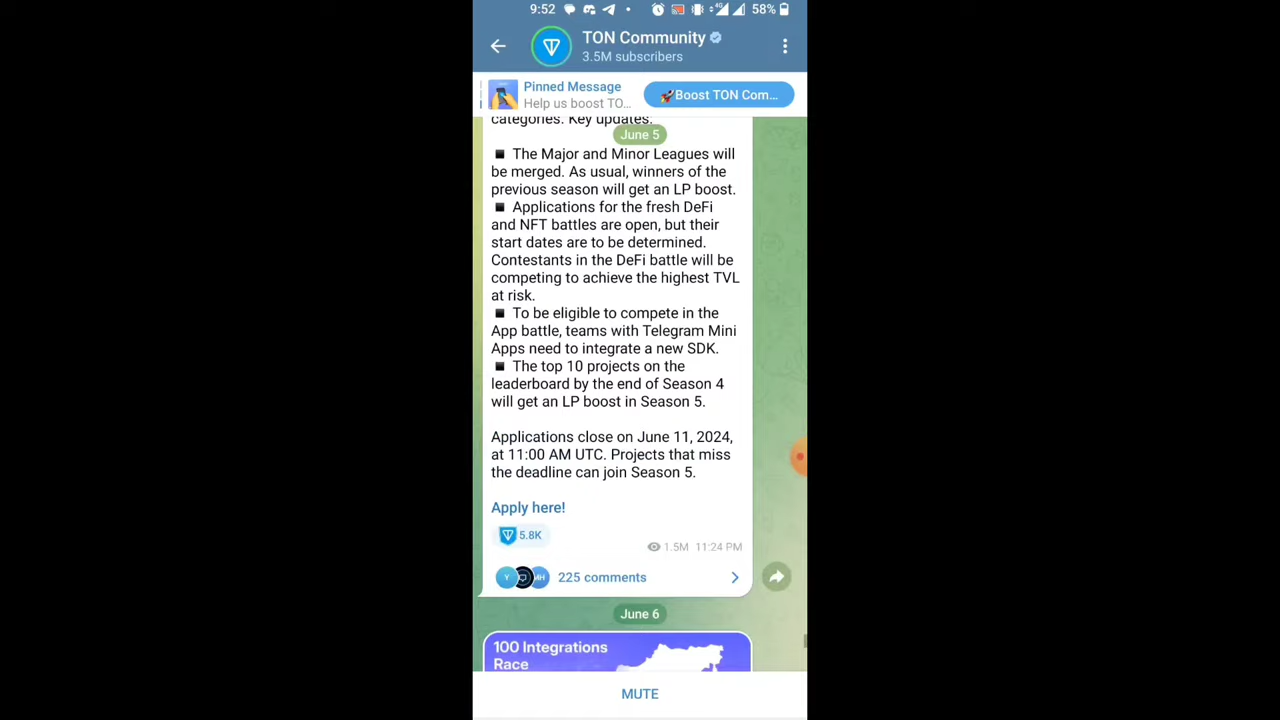 9:52
4G
58%
TON Community
3.5M subscribers
Pinned Message
Help us boost TO...
🚀Boost TON Com...
categories. Key updates:
June 5
◾ The Major and Minor Leagues will
be merged. As usual, winners of the
previous season will get an LP boost.
◾ Applications for the fresh DeFi
and NFT battles are open, but their
start dates are to be determined.
Contestants in the DeFi battle will be
competing to achieve the highest TVL
at risk.
◾ To be eligible to compete in the
App battle, teams with Telegram Mini
Apps need to integrate a new SDK.
◾ The top 10 projects on the
leaderboard by the end of Season 4
will get an LP boost in Season 5.
Applications close on June 11, 2024,
at 11:00 AM UTC. Projects that miss
the deadline can join Season 5.
Apply here!
5.8K
1.5M 11:24 PM
Y
MH
225 comments
June 6
100 Integrations
Race
MUTE